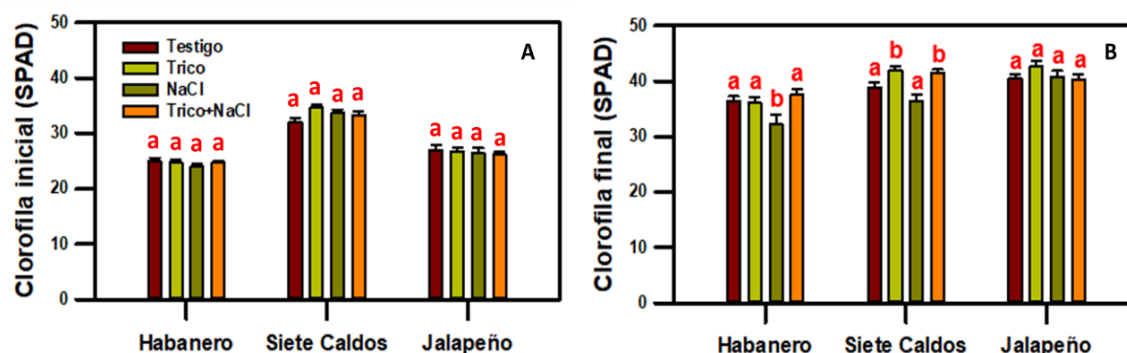 Clorofila inicial (SPAD)
50
40
30
20
10
0
Testigo
Trico
NaCl
Trico+NaCl
A
a a a a
a a a a
a a a a
Habanero Siete Caldos Jalapeño
Clorofila final (SPAD)
50
40
30
20
10
0
B
a a b a
a b a b
a a a a
Habanero Siete Caldos Jalapeño